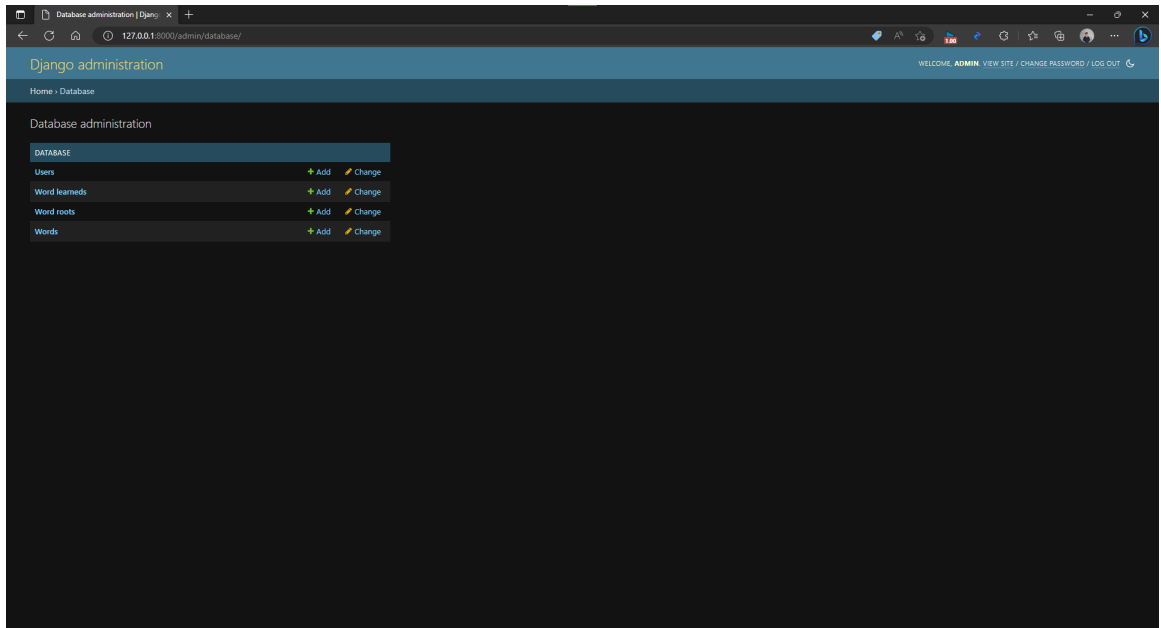 Database administration | Djang
127.0.0.1:8000/admin/database/
1.00
Django administration
WELCOME, ADMIN. VIEW SITE / CHANGE PASSWORD / LOG OUT
Home › Database
Database administration
DATABASE
Users + Add Change
Word learneds + Add Change
Word roots + Add Change
Words + Add Change